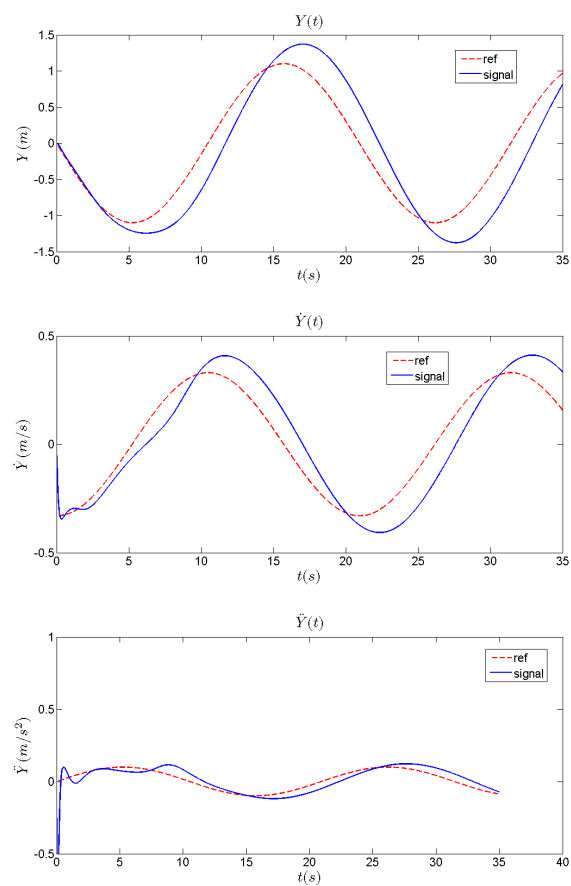 Y(t)
1.5
1
0.5
0
-0.5
-1
-1.5
Y (m)
ref
signal
0 5 10 15 20 25 30 35
t(s)
Ẏ(t)
0.5
0
-0.5
Ẏ (m/s)
ref
signal
0 5 10 15 20 25 30 35
t(s)
Ÿ(t)
1
0.5
0
-0.5
Ÿ (m/s²)
ref
signal
0 5 10 15 20 25 30 35 40
t(s)